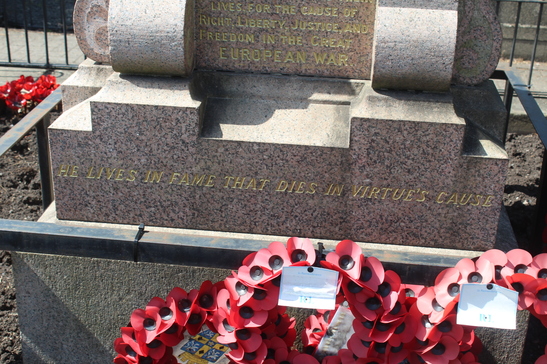 LIVES FOR THE CAUSE OF
RIGHT, LIBERTY, JUSTICE, AND
FREEDOM IN THE GREAT
EUROPEAN WAR.
HE LIVES IN FAME THAT DIES IN VIRTUE'S CAUSE